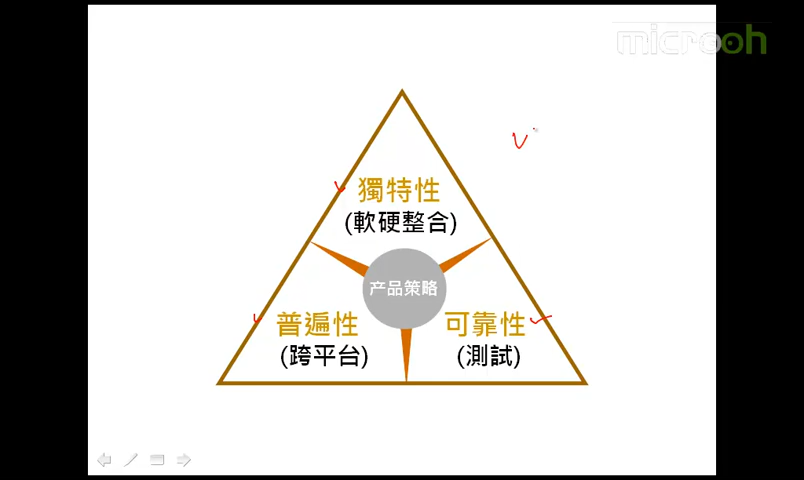 microoh
獨特性
(軟硬整合)
产品策略
普遍性
可靠性
(跨平台)
(測試)